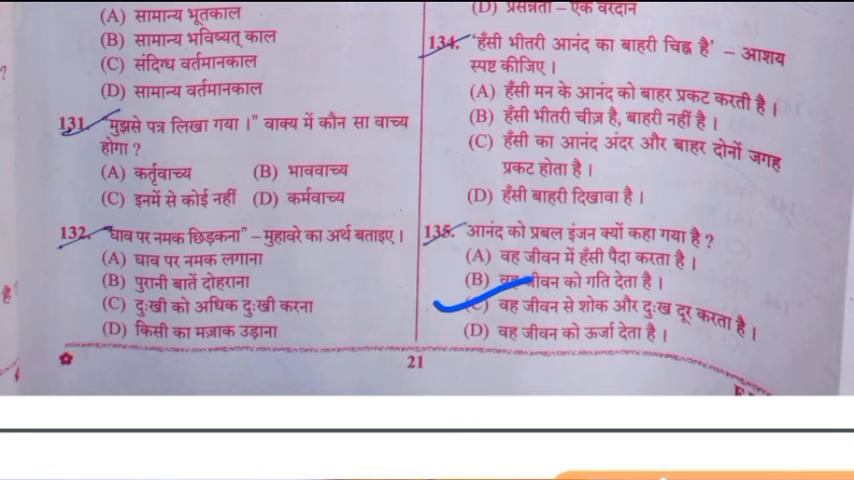 (A) सामान्य भूतकाल
(B) सामान्य भविष्यत् काल
(C) संदिग्ध वर्तमानकाल
(D) सामान्य वर्तमानकाल
131. "मुझसे पत्र लिखा गया ।" वाक्य में कौन सा वाच्य
होगा ?
(A) कर्तृवाच्य (B) भाववाच्य
(C) इनमें से कोई नहीं (D) कर्मवाच्य
132. "घाव पर नमक छिड़कना" – मुहावरे का अर्थ बताइए ।
(A) घाव पर नमक लगाना
(B) पुरानी बातें दोहराना
(C) दुःखी को अधिक दुःखी करना
(D) किसी का मज़ाक उड़ाना
(D) प्रसन्नता – एक वरदान
134. 'हँसी भीतरी आनंद का बाहरी चिह्न है' – आशय
स्पष्ट कीजिए ।
(A) हँसी मन के आनंद को बाहर प्रकट करती है ।
(B) हँसी भीतरी चीज़ है, बाहरी नहीं है ।
(C) हँसी का आनंद अंदर और बाहर दोनों जगह
प्रकट होता है ।
(D) हँसी बाहरी दिखावा है ।
135. आनंद को प्रबल इंजन क्यों कहा गया है ?
(A) वह जीवन में हँसी पैदा करता है ।
(B) वह जीवन को गति देता है ।
(C) वह जीवन से शोक और दुःख दूर करता है ।
(D) वह जीवन को ऊर्जा देता है ।
21